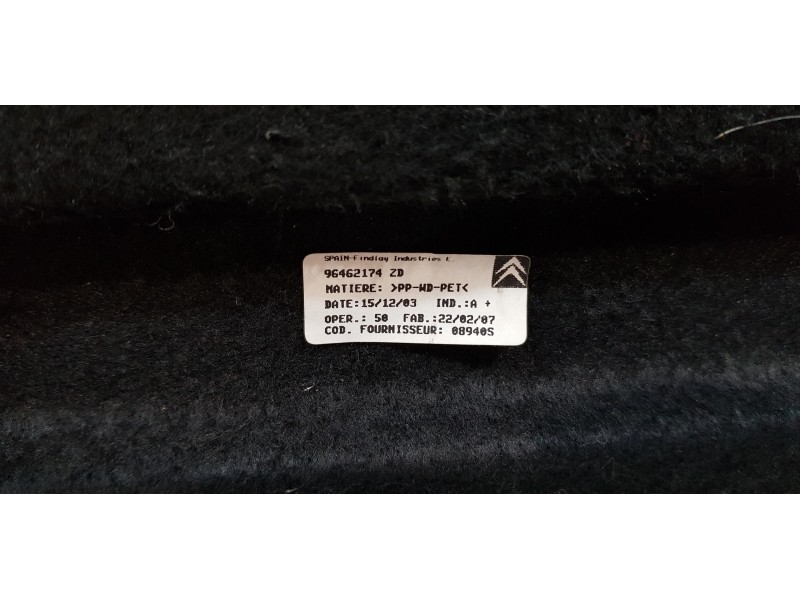 SPAIN-Findlay Industries E.
96462174 ZD
MATIERE: >PP-WD-PET<
DATE:15/12/03 IND.:A +
OPER.: 50 FAB.:22/02/07
COD. FOURNISSEUR: 08940S